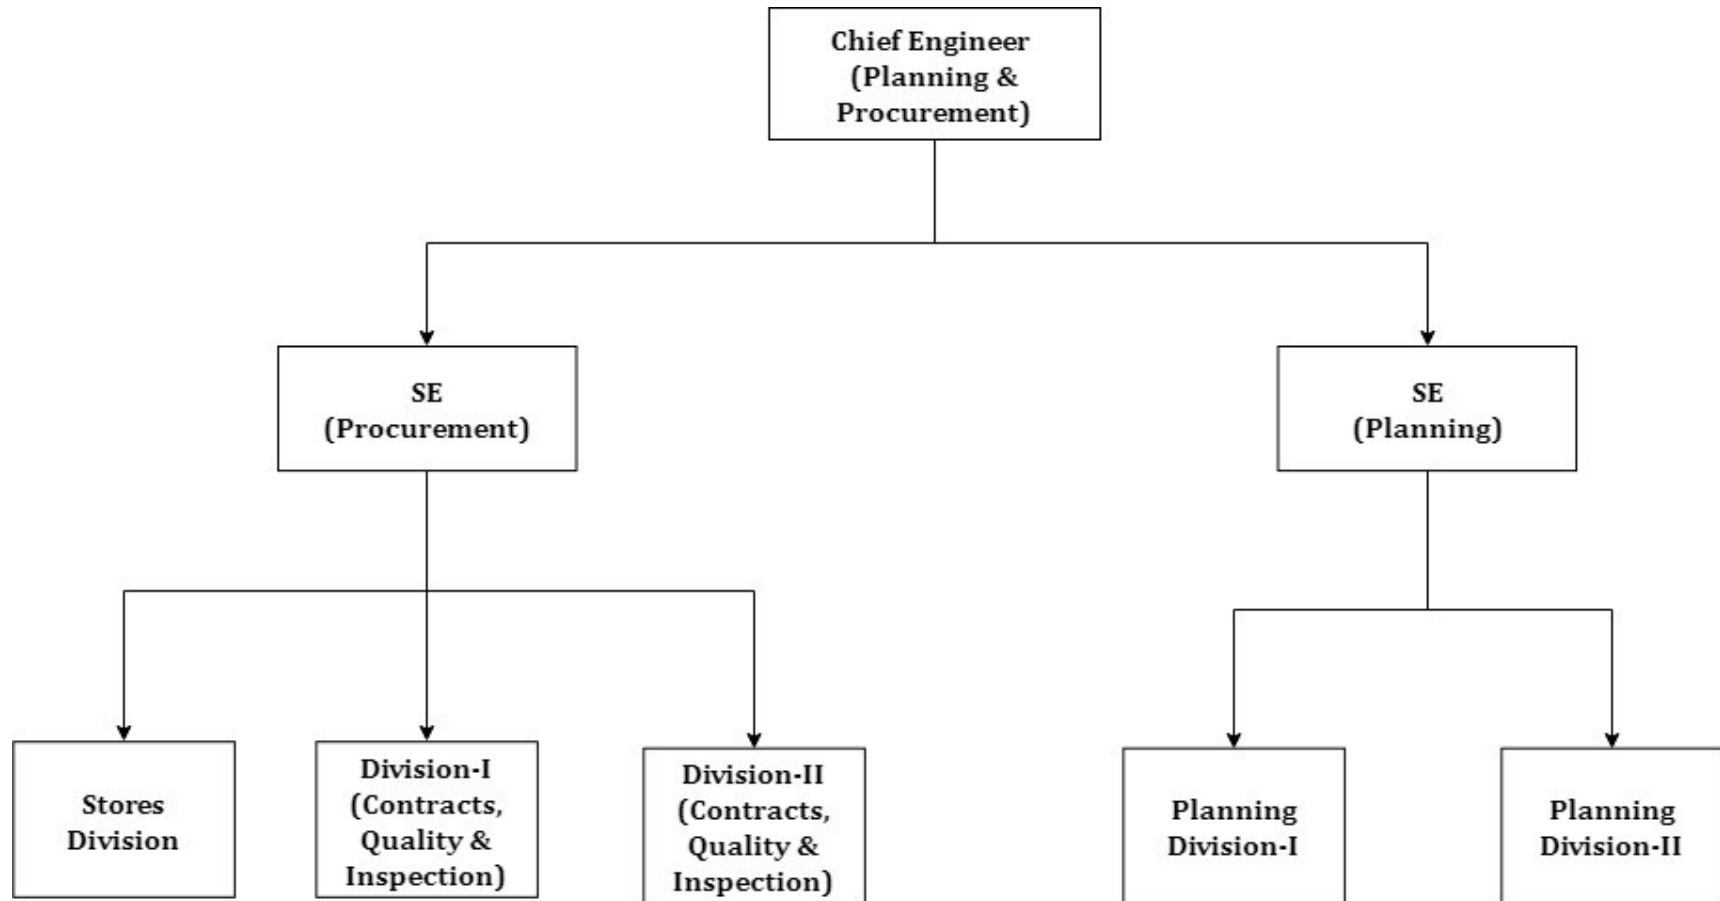 Chief Engineer
(Planning &
Procurement)
SE
(Procurement)
SE
(Planning)
Stores
Division
Division-I
(Contracts,
Quality &
Inspection)
Division-II
(Contracts,
Quality &
Inspection)
Planning
Division-I
Planning
Division-II